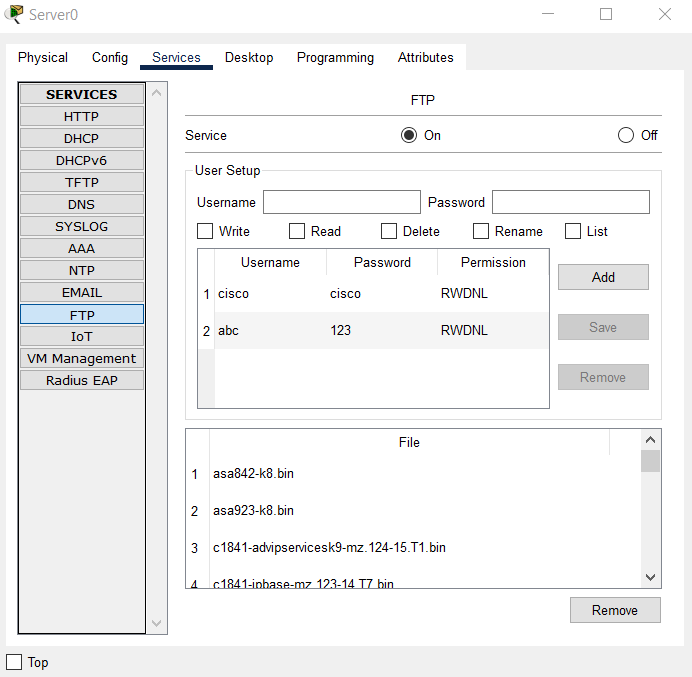 Server0
Physical Config Services Desktop Programming Attributes
SERVICES
HTTP
DHCP
DHCPv6
TFTP
DNS
SYSLOG
AAA
NTP
EMAIL
FTP
IoT
VM Management
Radius EAP
FTP
Service On Off
User Setup
Username Password
Write Read Delete Rename List
Username Password Permission
1 cisco cisco RWDNL
2 abc 123 RWDNL
Add
Save
Remove
File
1 asa842-k8.bin
2 asa923-k8.bin
3 c1841-advipservicesk9-mz.124-15.T1.bin
4 c1841-ipbase-mz.123-14.T7.bin
Remove
Top